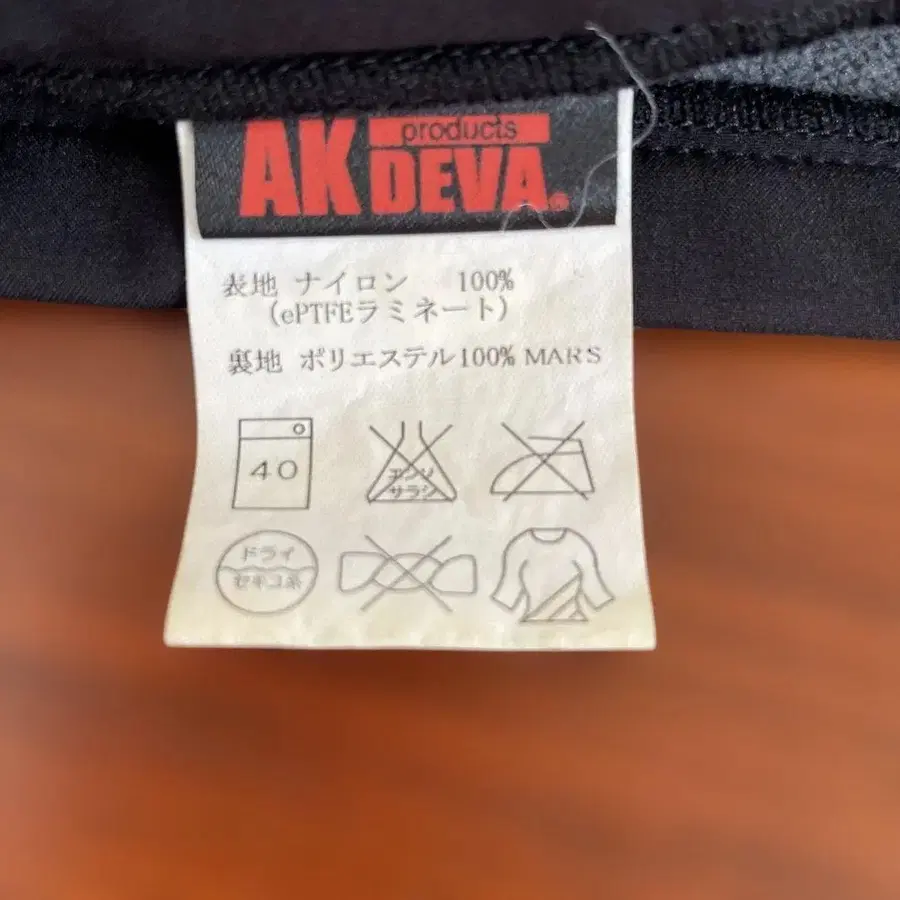 AK products DEVA®
表地 ナイロン 100%
(ePTFEラミネート)
裏地 ポリエステル100% MARS
40
エンソ
サラシ
ドライ
セキユ系